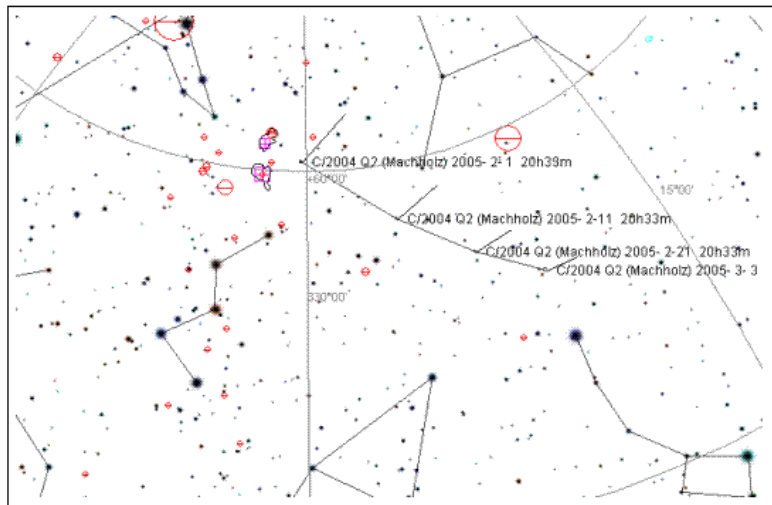 C/2004 Q2 (Machholz) 2005- 2- 1 20h39m
+60°00'
15°00'
C/2004 Q2 (Machholz) 2005- 2-11 20h33m
C/2004 Q2 (Machholz) 2005- 2-21 20h33m
C/2004 Q2 (Machholz) 2005- 3- 3
330°00'